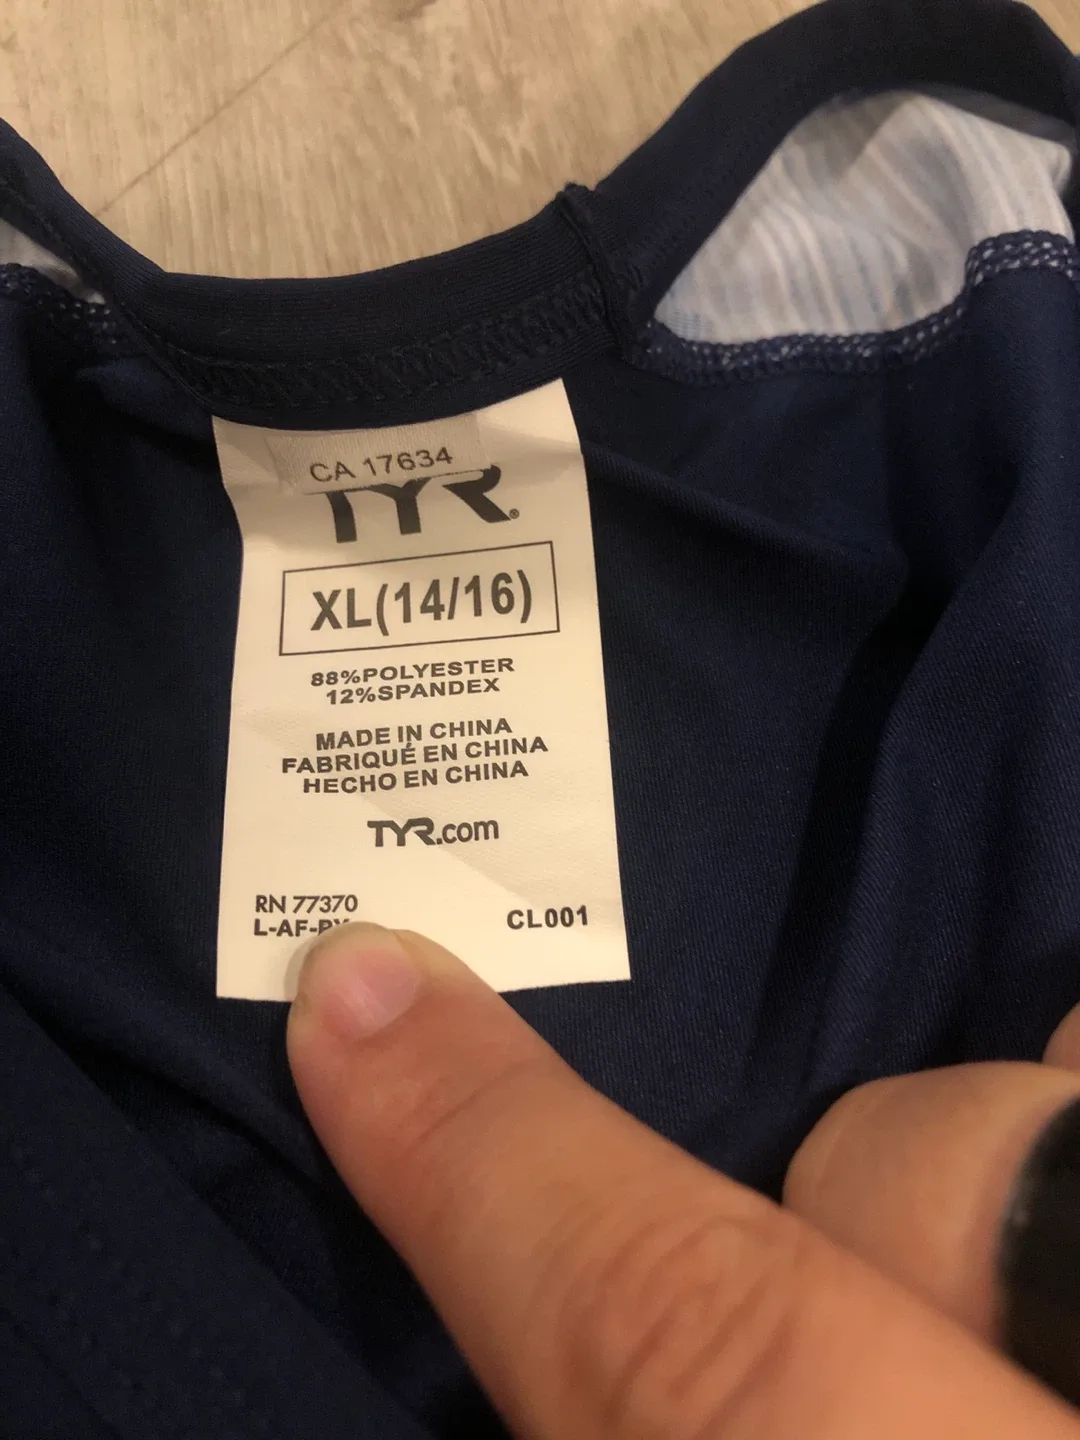 CA 17634
TYR®
XL(14/16)
88%POLYESTER
12%SPANDEX
MADE IN CHINA
FABRIQUÉ EN CHINA
HECHO EN CHINA
TYR.com
RN 77370
CL001